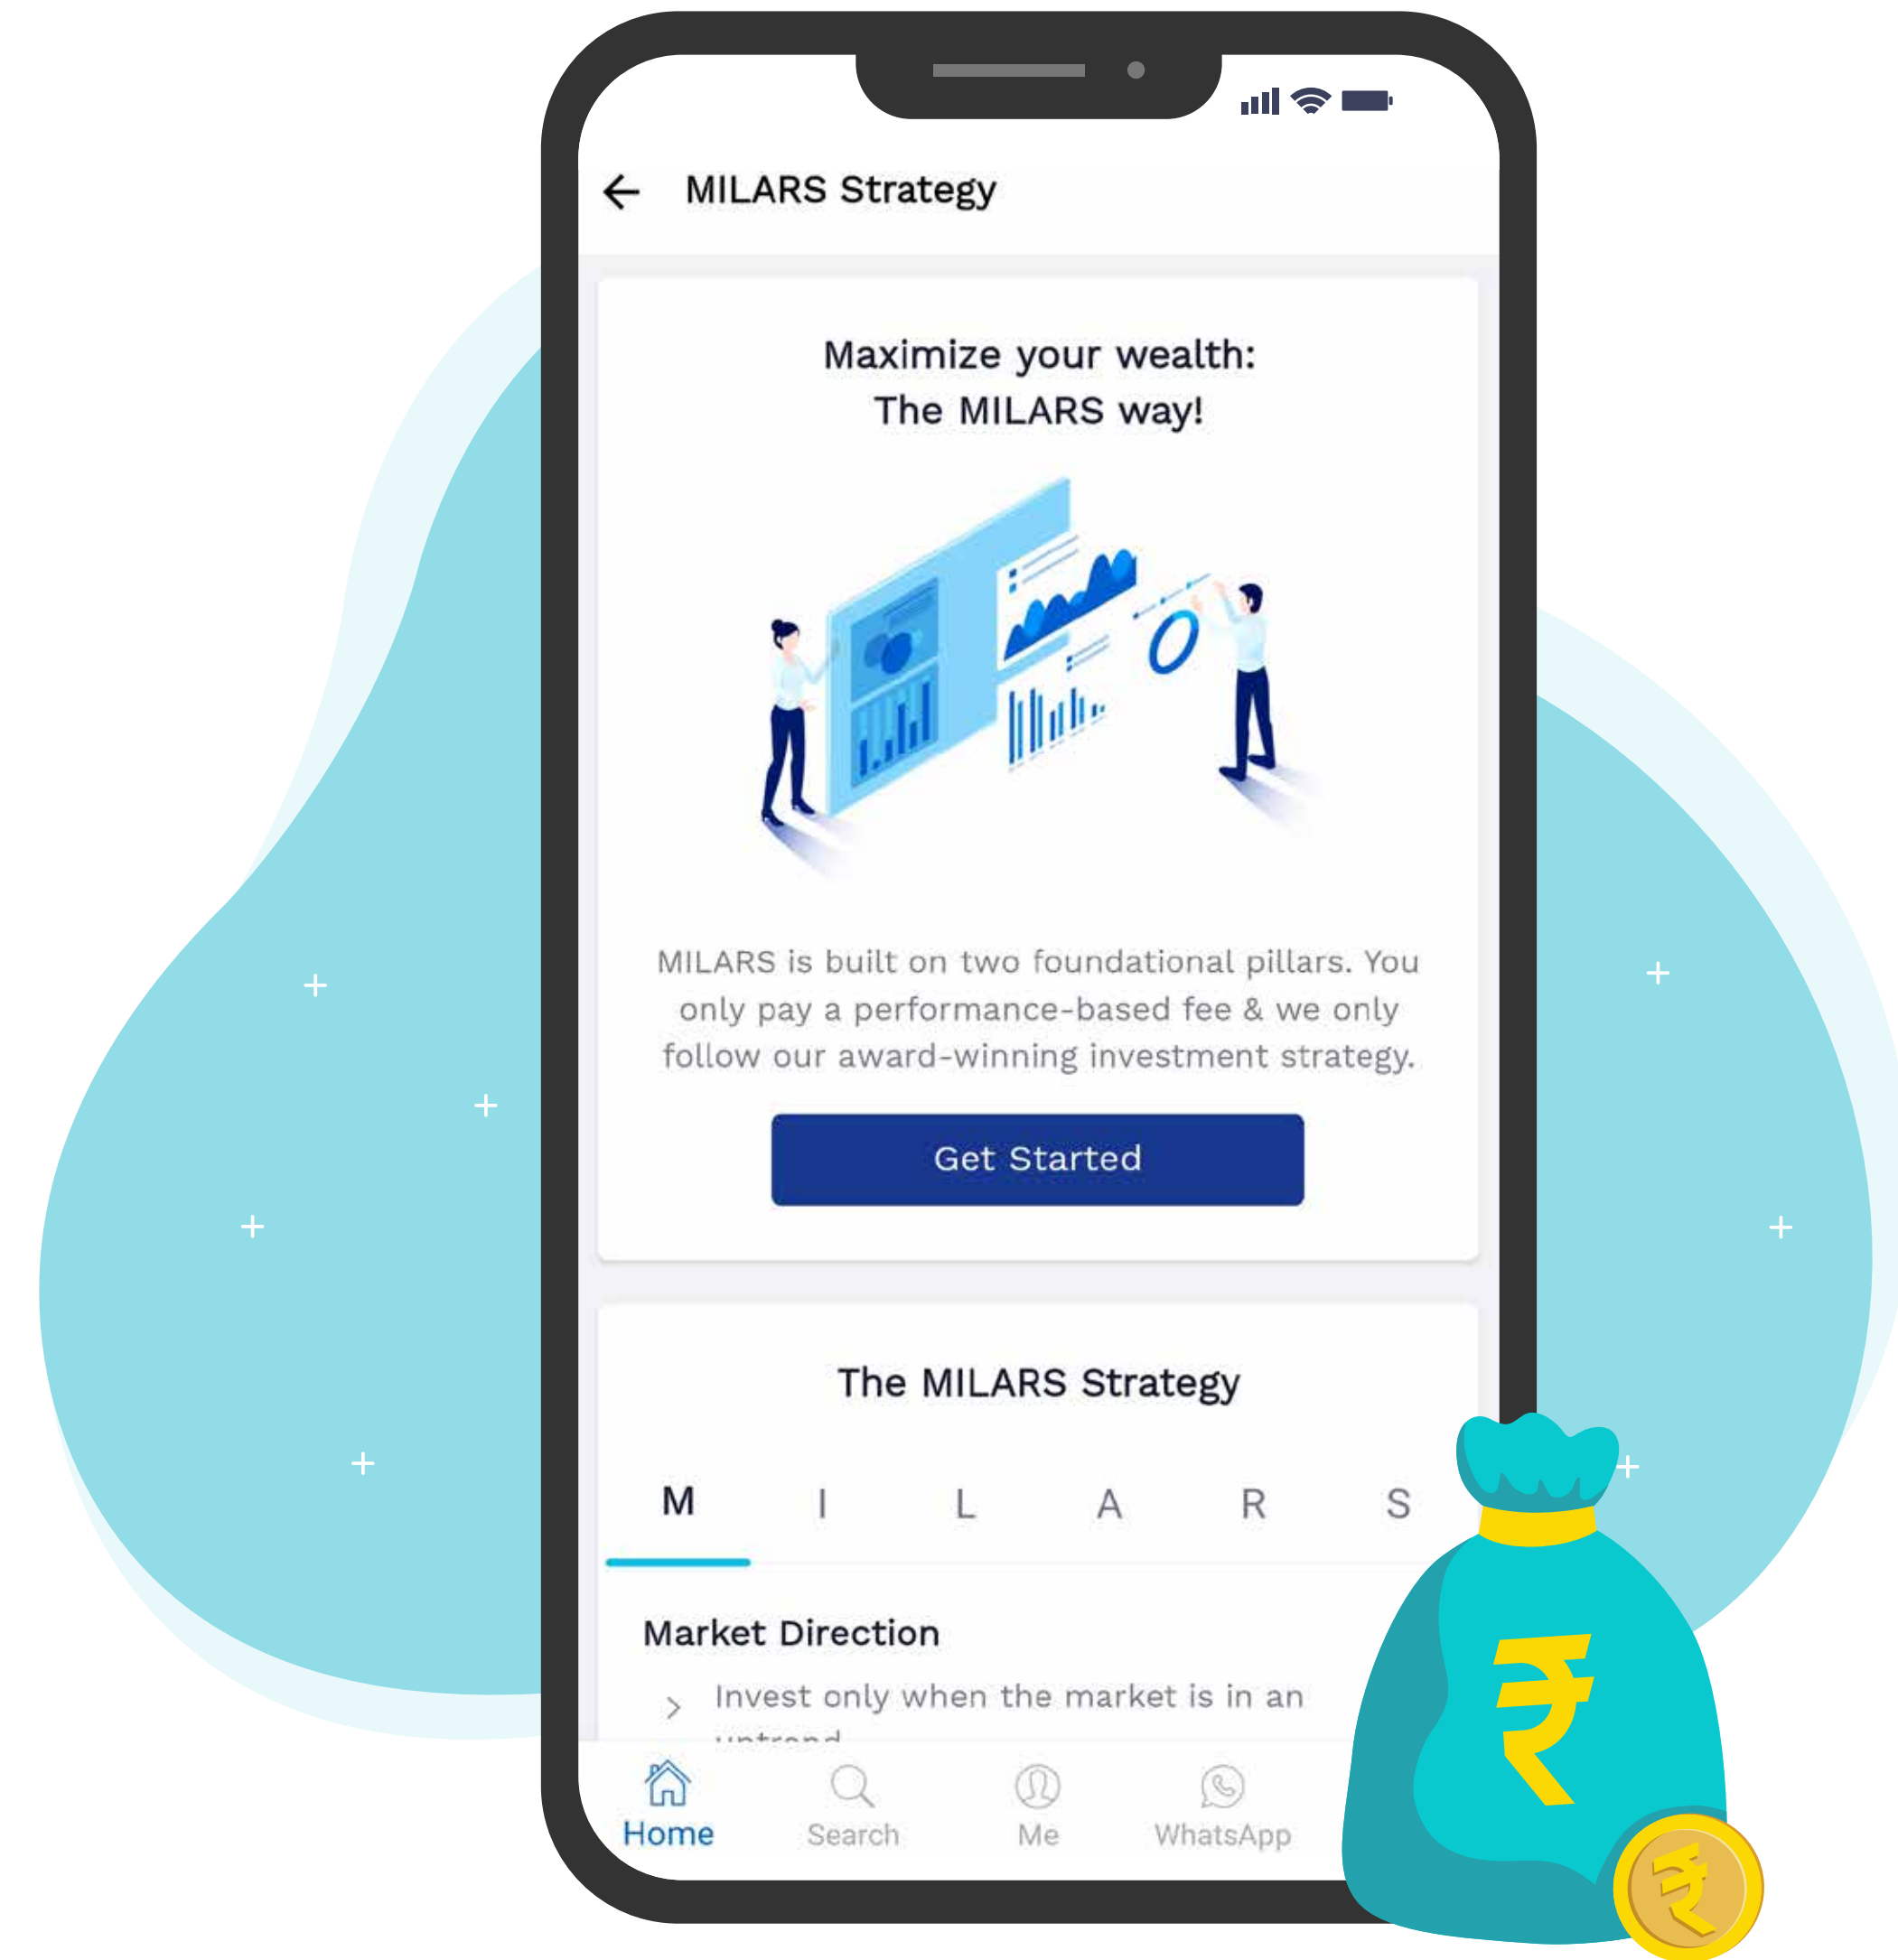 MILARS Strategy
Maximize your wealth:
The MILARS way!
MILARS is built on two foundational pillars. You
only pay a performance-based fee & we only
follow our award-winning investment strategy.
Get Started
The MILARS Strategy
M I L A R S
Market Direction
Invest only when the market is in an
uptrend
Home Search Me WhatsApp
₹
₹